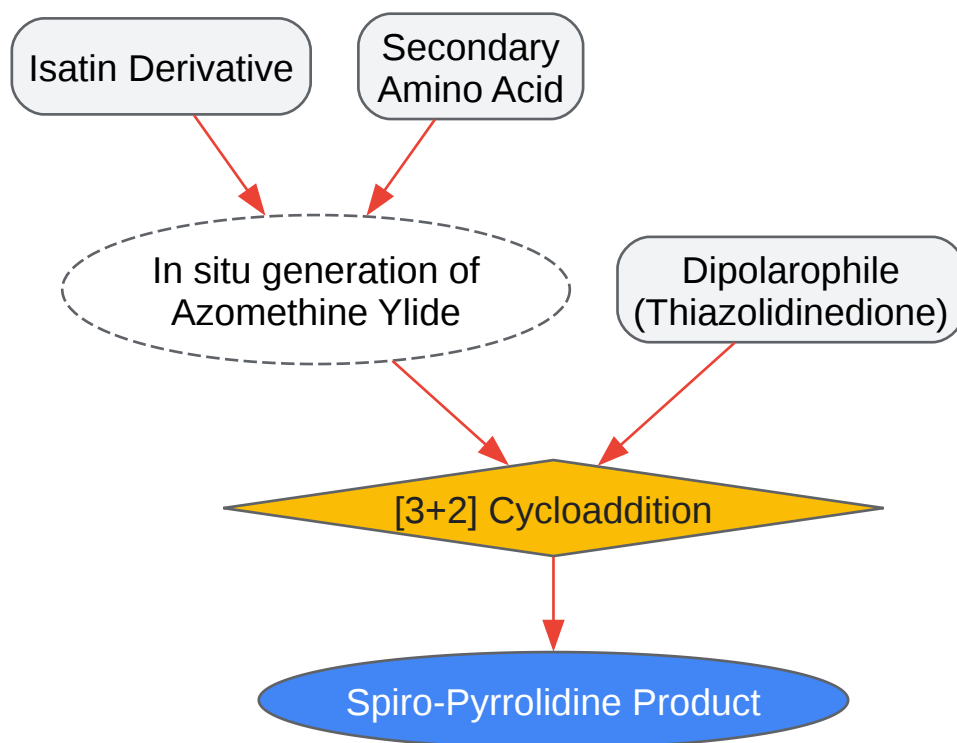 Isatin Derivative
Secondary
Amino Acid
In situ generation of
Azomethine Ylide
Dipolarophile
(Thiazolidinedione)
[3+2] Cycloaddition
Spiro-Pyrrolidine Product